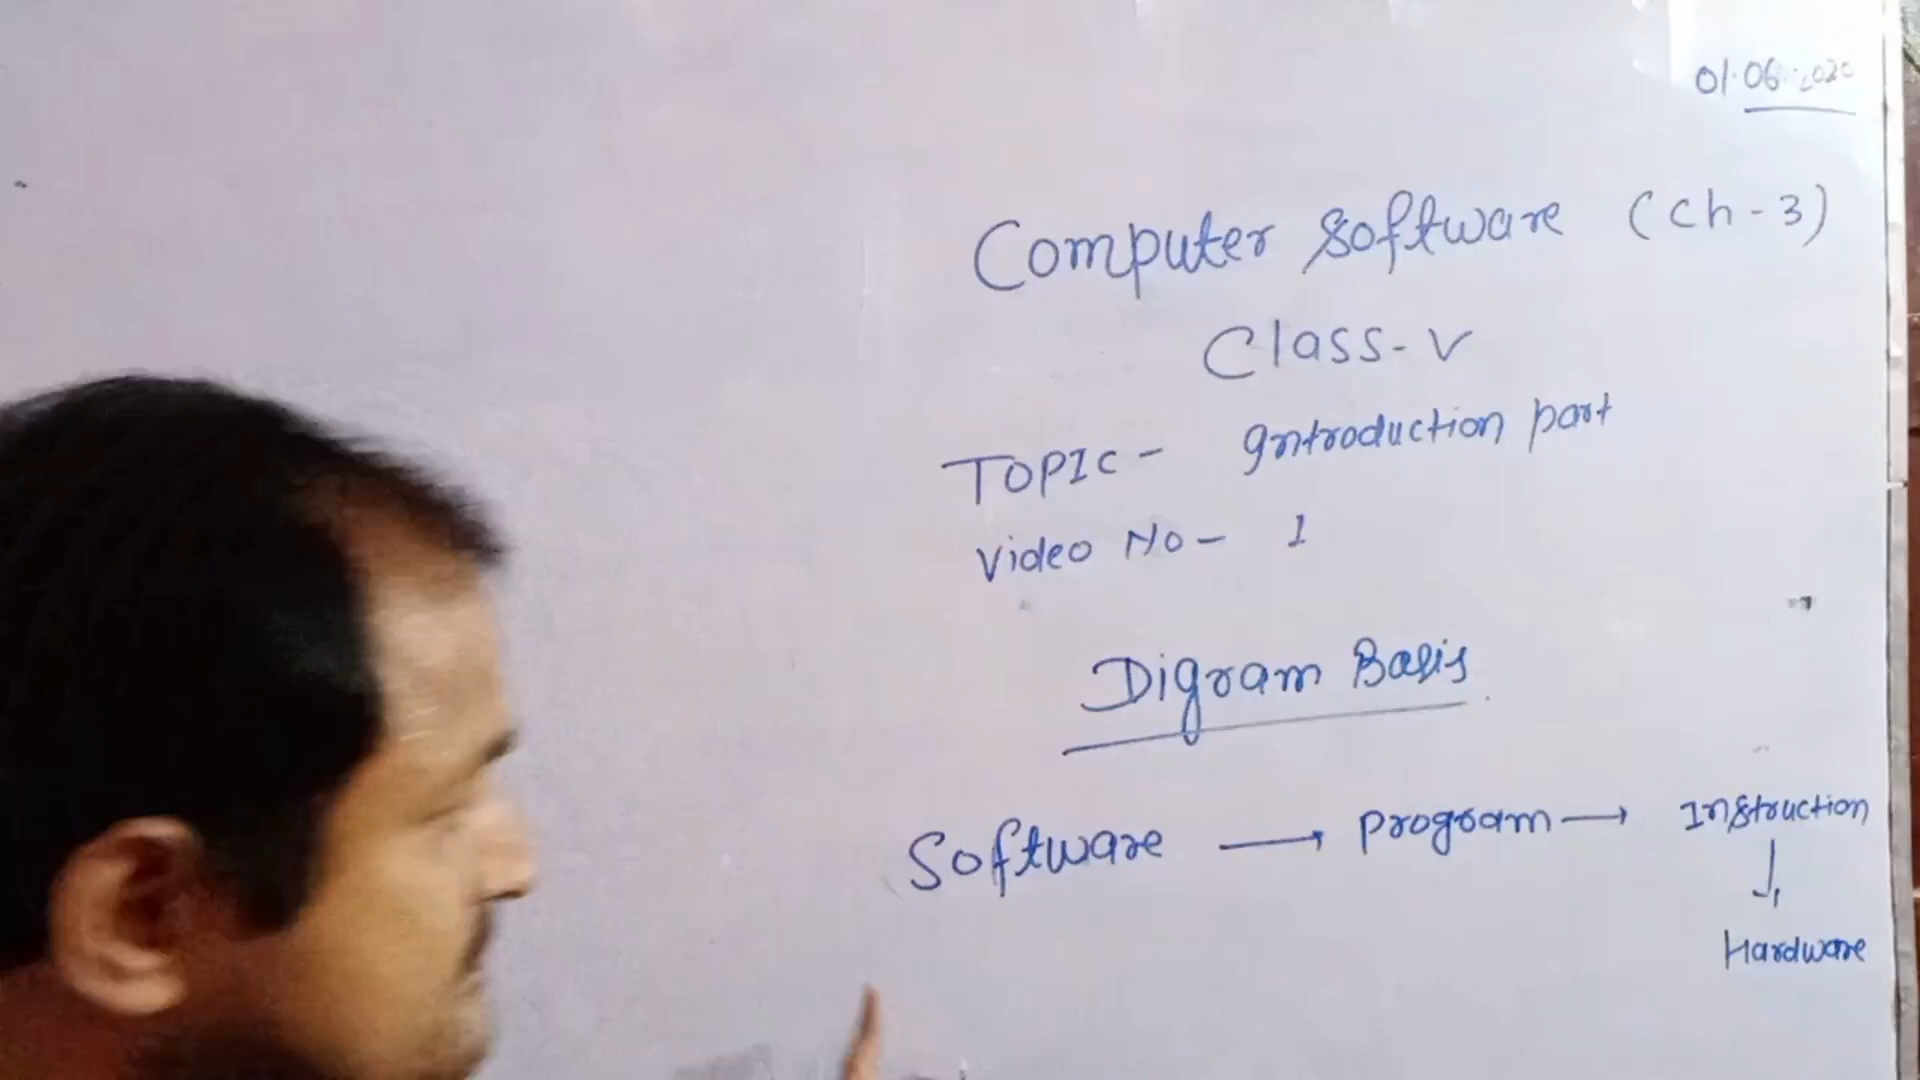 01.06.2020
Computer Software (Ch-3)
Class-V
TOPIC- Introduction part
Video No- 1
Digram Basis
Software → Program → Instruction
↓
Hardware